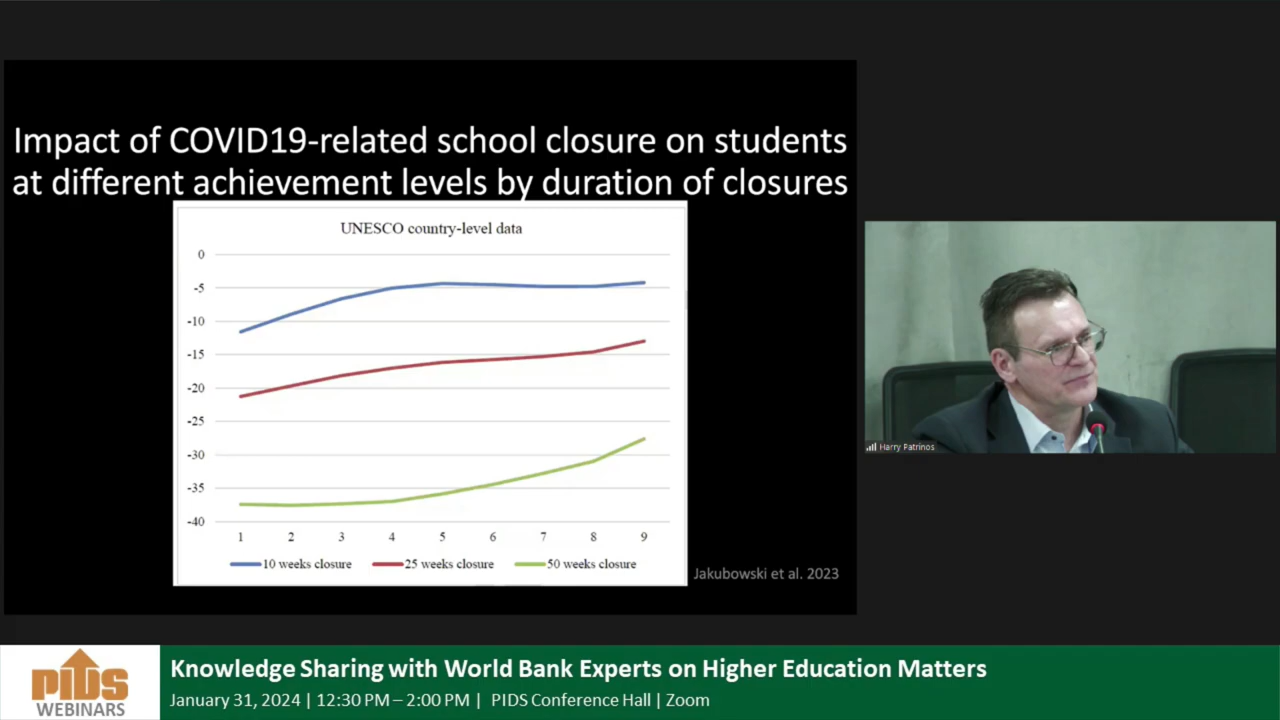 Impact of COVID19-related school closure on students
at different achievement levels by duration of closures
UNESCO country-level data
0
-5
-10
-15
-20
-25
-30
-35
-40
1 2 3 4 5 6 7 8 9
10 weeks closure 25 weeks closure 50 weeks closure
Jakubowski et al. 2023
Harry Patrinos
PIDS
WEBINARS
Knowledge Sharing with World Bank Experts on Higher Education Matters
January 31, 2024 | 12:30 PM – 2:00 PM | PIDS Conference Hall | Zoom